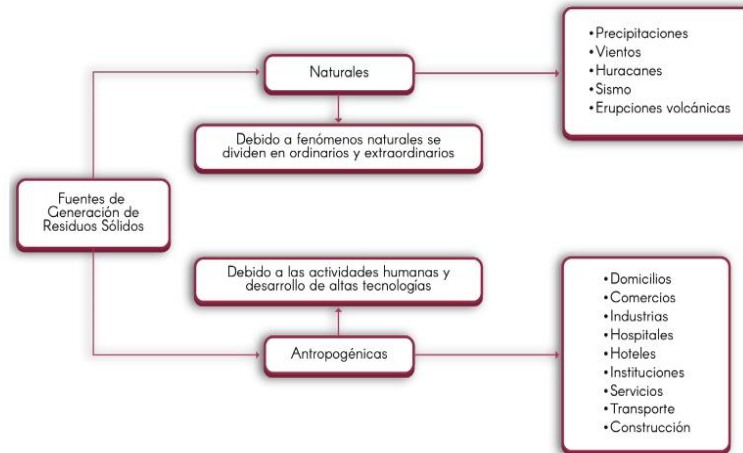 Fuentes de
Generación de
Residuos Sólidos
Naturales
Debido a fenómenos naturales se
dividen en ordinarios y extraordinarios
•Precipitaciones
•Vientos
•Huracanes
•Sismo
•Erupciones volcánicas
Debido a las actividades humanas y
desarrollo de altas tecnologías
Antropogénicas
•Domicilios
•Comercios
•Industrias
•Hospitales
•Hoteles
•Instituciones
•Servicios
•Transporte
•Construcción